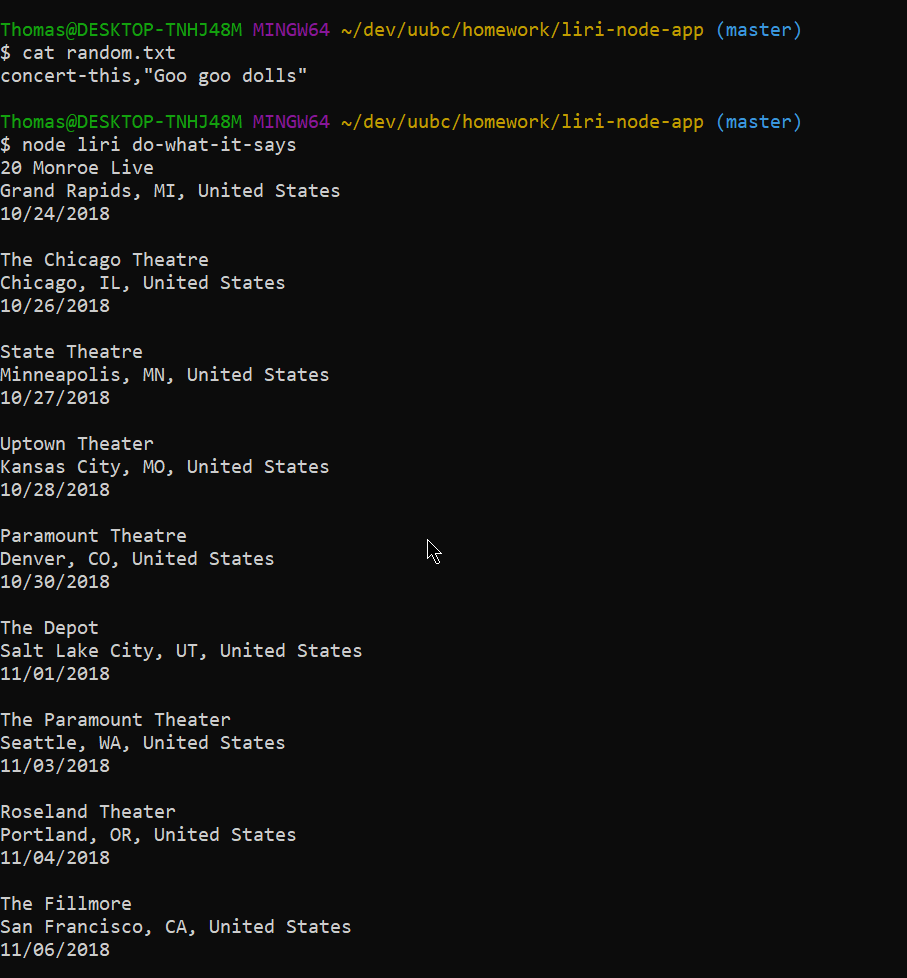 Thomas@DESKTOP-TNHJ48M MINGW64 ~/dev/uubc/homework/liri-node-app (master)
$ cat random.txt
concert-this,"Goo goo dolls"
Thomas@DESKTOP-TNHJ48M MINGW64 ~/dev/uubc/homework/liri-node-app (master)
$ node liri do-what-it-says
20 Monroe Live
Grand Rapids, MI, United States
10/24/2018
The Chicago Theatre
Chicago, IL, United States
10/26/2018
State Theatre
Minneapolis, MN, United States
10/27/2018
Uptown Theater
Kansas City, MO, United States
10/28/2018
Paramount Theatre
Denver, CO, United States
10/30/2018
The Depot
Salt Lake City, UT, United States
11/01/2018
The Paramount Theater
Seattle, WA, United States
11/03/2018
Roseland Theater
Portland, OR, United States
11/04/2018
The Fillmore
San Francisco, CA, United States
11/06/2018